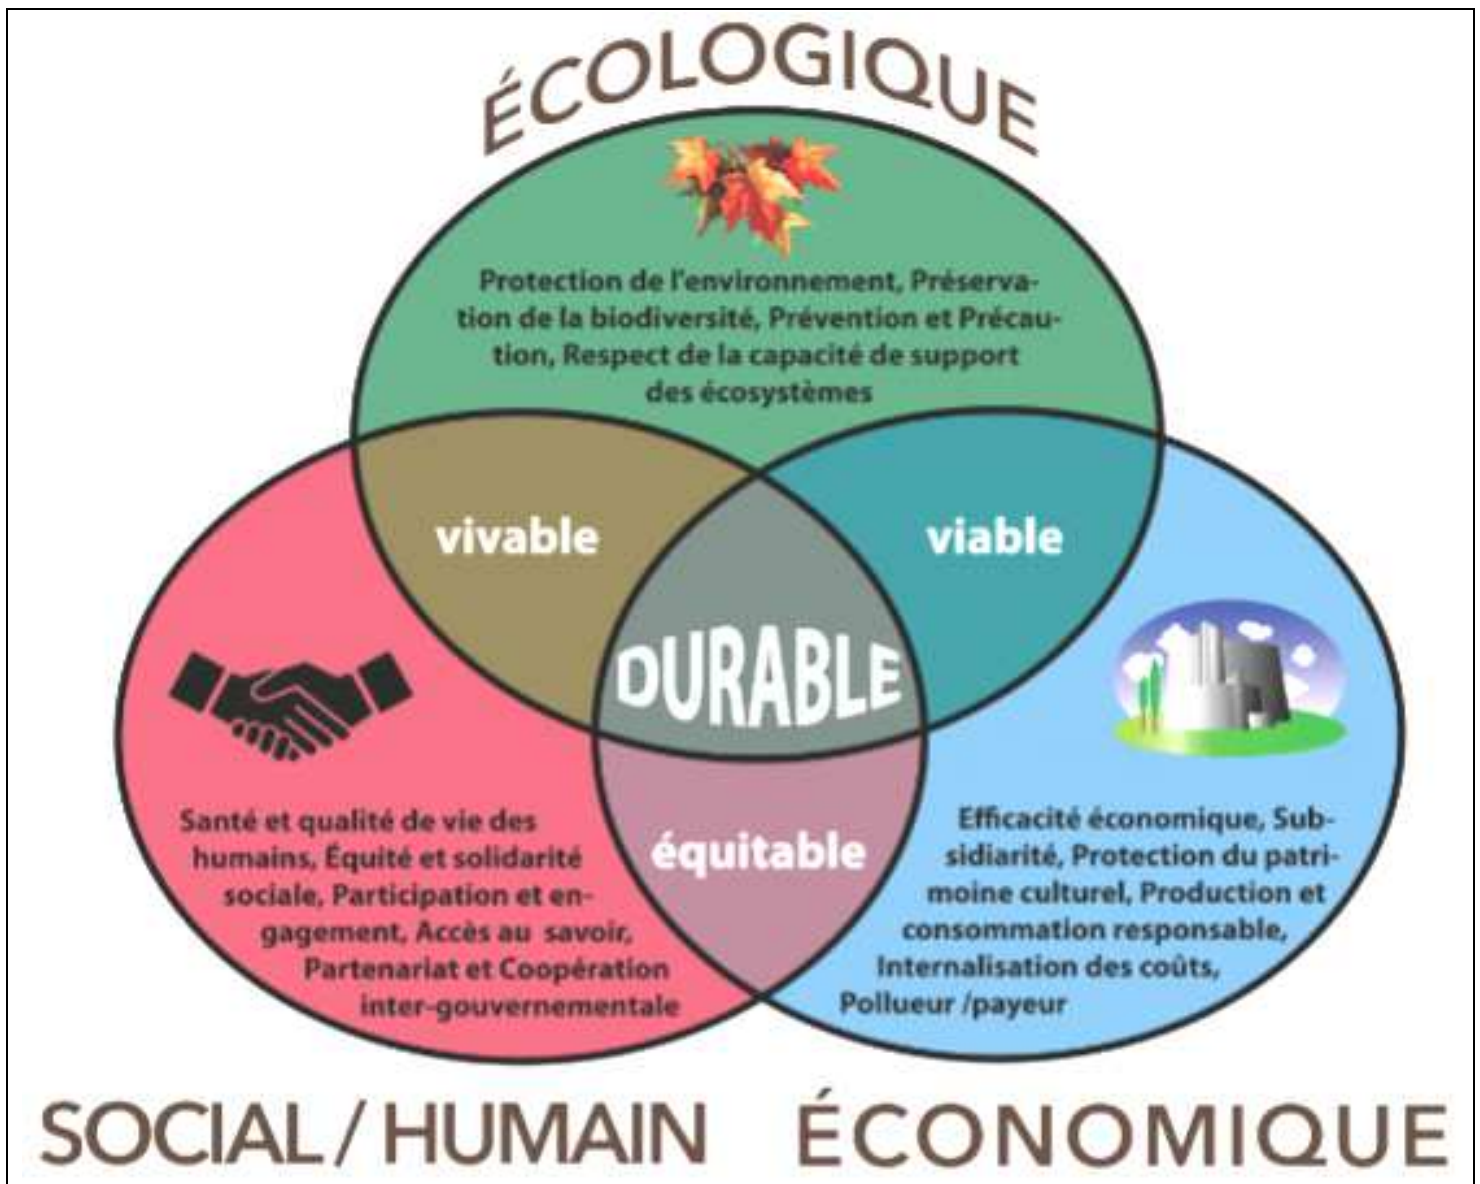 ÉCOLOGIQUE
Protection de l'environnement, Préserva-
tion de la biodiversité, Prévention et Précau-
tion, Respect de la capacité de support
des écosystèmes
vivable
viable
DURABLE
équitable
Santé et qualité de vie des
humains, Équité et solidarité
sociale, Participation et en-
gagement, Accès au savoir,
Partenariat et Coopération
inter-gouvernementale
Efficacité économique, Sub-
sidiarité, Protection du patri-
moine culturel, Production et
consommation responsable,
Internalisation des coûts,
Pollueur /payeur
SOCIAL / HUMAIN
ÉCONOMIQUE